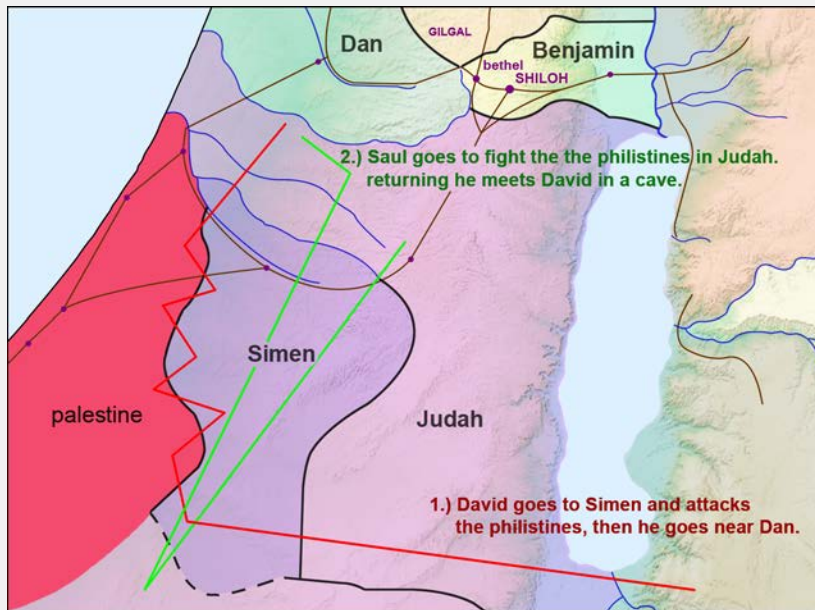 GILGAL
Dan
Benjamin
bethel
SHILOH
2.) Saul goes to fight the the philistines in Judah.
returning he meets David in a cave.
Simen
palestine
Judah
1.) David goes to Simen and attacks
the philistines, then he goes near Dan.